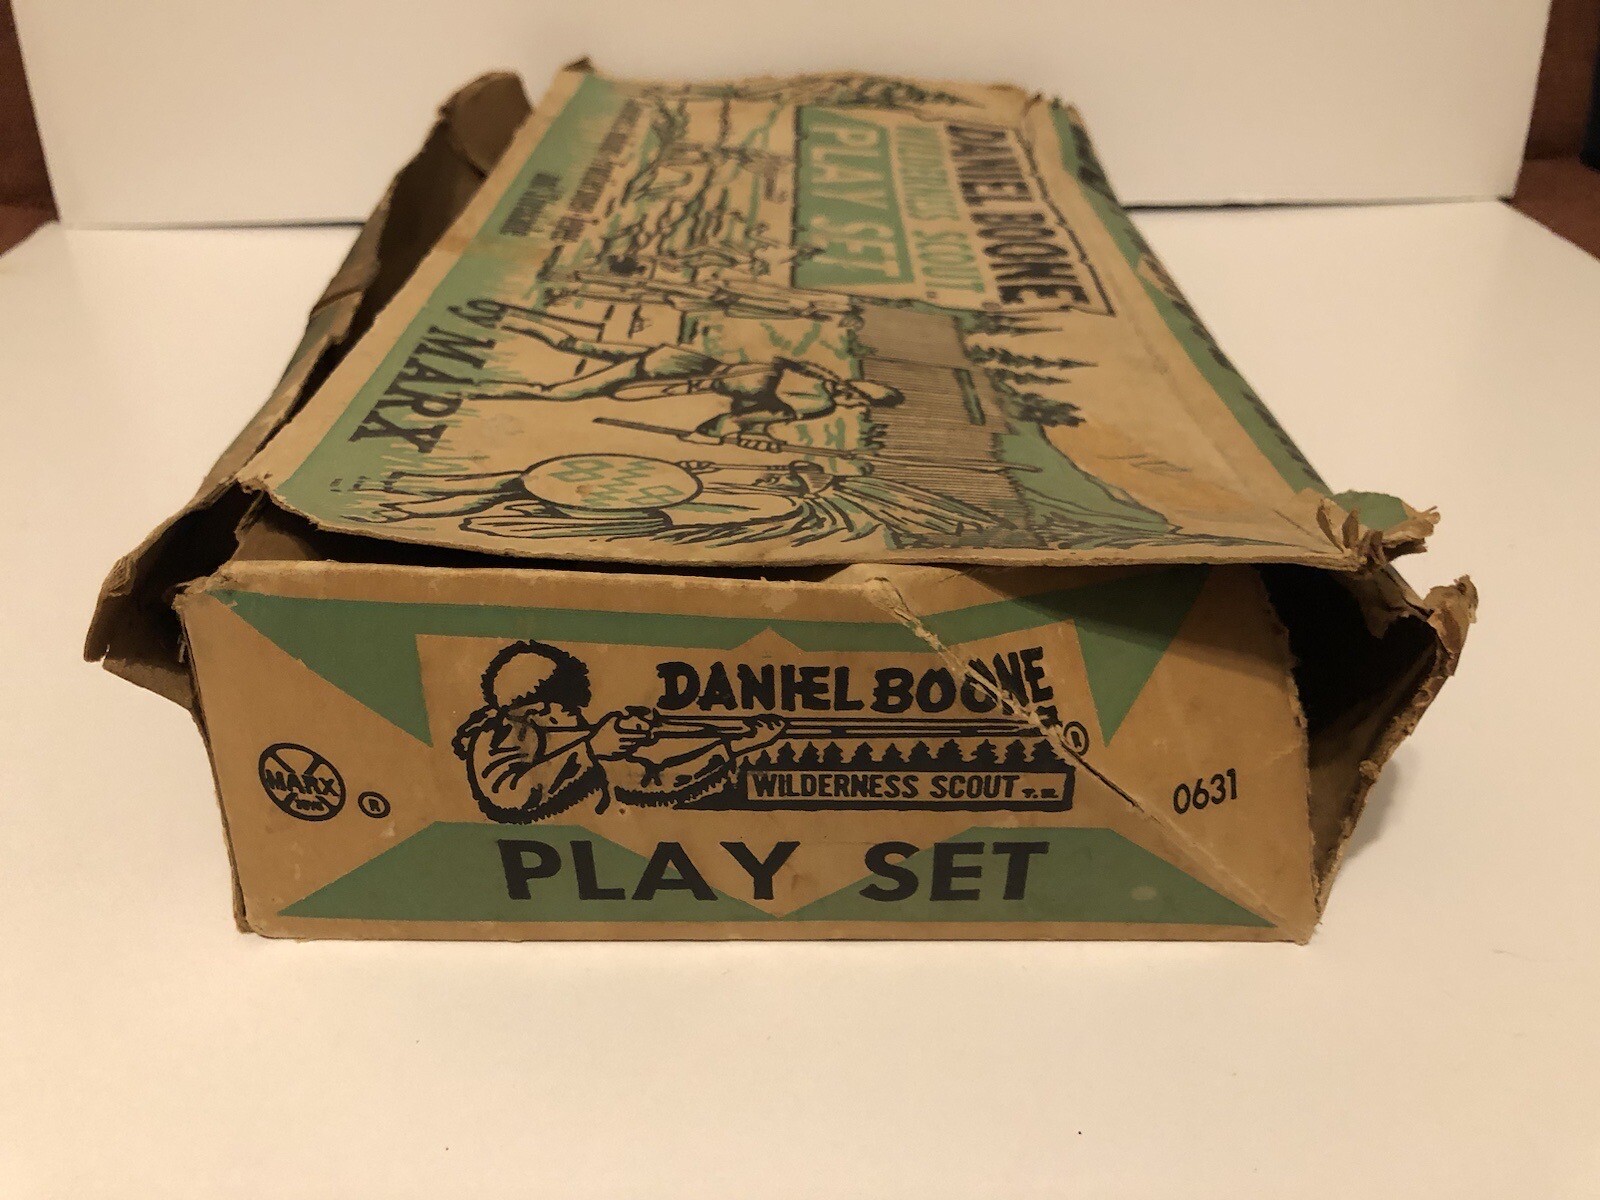 DANIEL BOONE
WILDERNESS SCOUT
PLAY SET
by MARX
DANIEL BOONE
®
WILDERNESS SCOUT T.M.
MARX
®
0631
PLAY SET